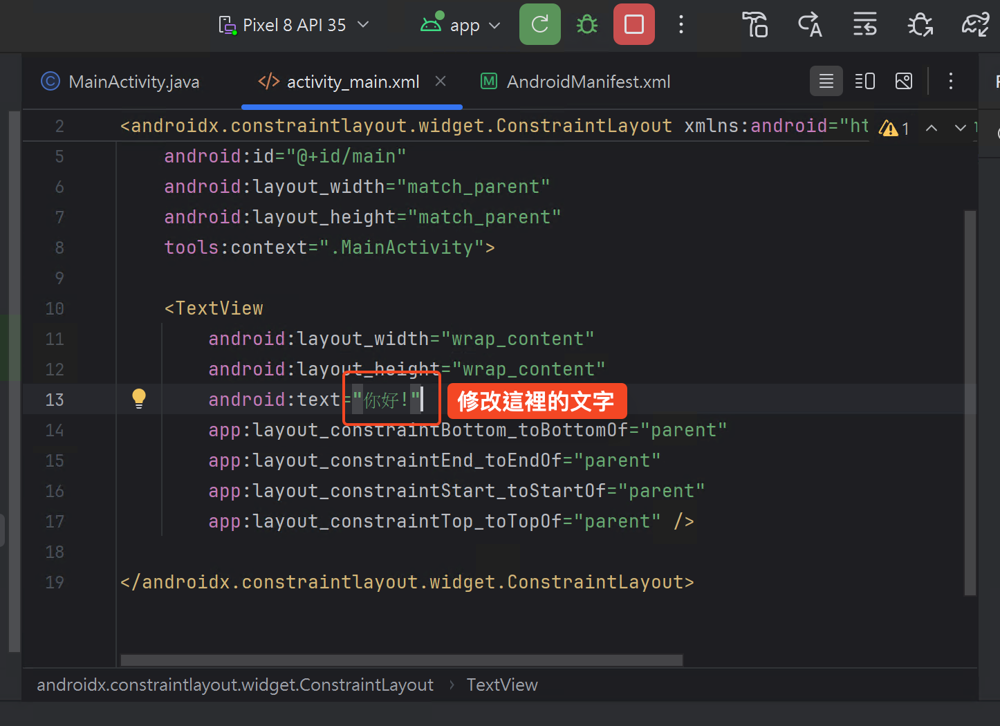 Pixel 8 API 35
app
MainActivity.java
activity_main.xml
AndroidManifest.xml
2 <androidx.constraintlayout.widget.ConstraintLayout xmlns:android="ht
1
5 android:id="@+id/main"
6 android:layout_width="match_parent"
7 android:layout_height="match_parent"
8 tools:context=".MainActivity">
9
10 <TextView
11 android:layout_width="wrap_content"
12 android:layout_height="wrap_content"
13 android:text="你好!"
修改這裡的文字
14 app:layout_constraintBottom_toBottomOf="parent"
15 app:layout_constraintEnd_toEndOf="parent"
16 app:layout_constraintStart_toStartOf="parent"
17 app:layout_constraintTop_toTopOf="parent" />
18
19 </androidx.constraintlayout.widget.ConstraintLayout>
androidx.constraintlayout.widget.ConstraintLayout › TextView